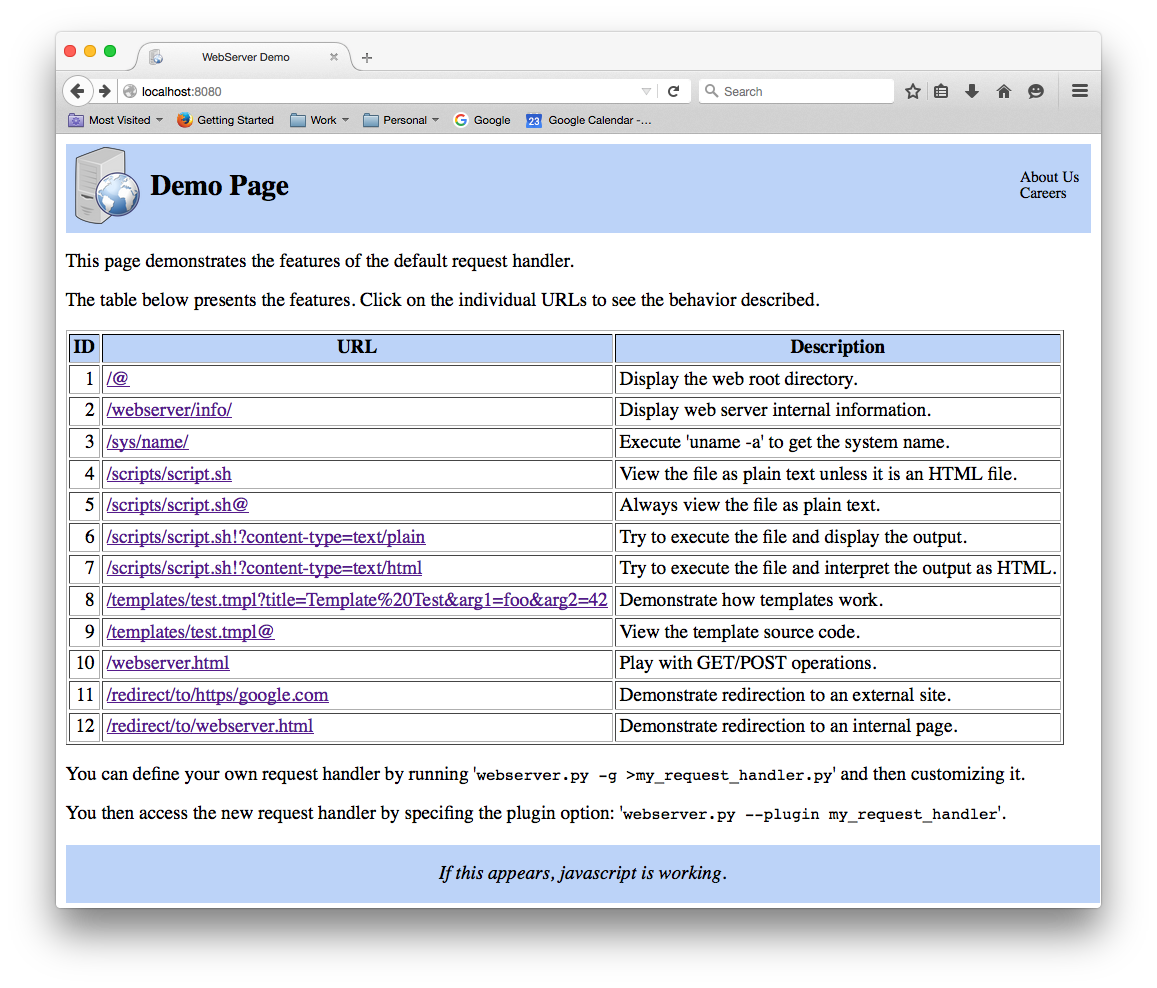 WebServer Demo
localhost:8080
Search
Most Visited Getting Started Work Personal Google 23 Google Calendar -...
Demo Page
About Us
Careers
This page demonstrates the features of the default request handler.
The table below presents the features. Click on the individual URLs to see the behavior described.
ID URL Description
1 /@ Display the web root directory.
2 /webserver/info/ Display web server internal information.
3 /sys/name/ Execute 'uname -a' to get the system name.
4 /scripts/script.sh View the file as plain text unless it is an HTML file.
5 /scripts/script.sh@ Always view the file as plain text.
6 /scripts/script.sh!?content-type=text/plain Try to execute the file and display the output.
7 /scripts/script.sh!?content-type=text/html Try to execute the file and interpret the output as HTML.
8 /templates/test.tmpl?title=Template%20Test&arg1=foo&arg2=42 Demonstrate how templates work.
9 /templates/test.tmpl@ View the template source code.
10 /webserver.html Play with GET/POST operations.
11 /redirect/to/https/google.com Demonstrate redirection to an external site.
12 /redirect/to/webserver.html Demonstrate redirection to an internal page.
You can define your own request handler by running 'webserver.py -g >my_request_handler.py' and then customizing it.
You then access the new request handler by specifing the plugin option: 'webserver.py --plugin my_request_handler'.
If this appears, javascript is working.